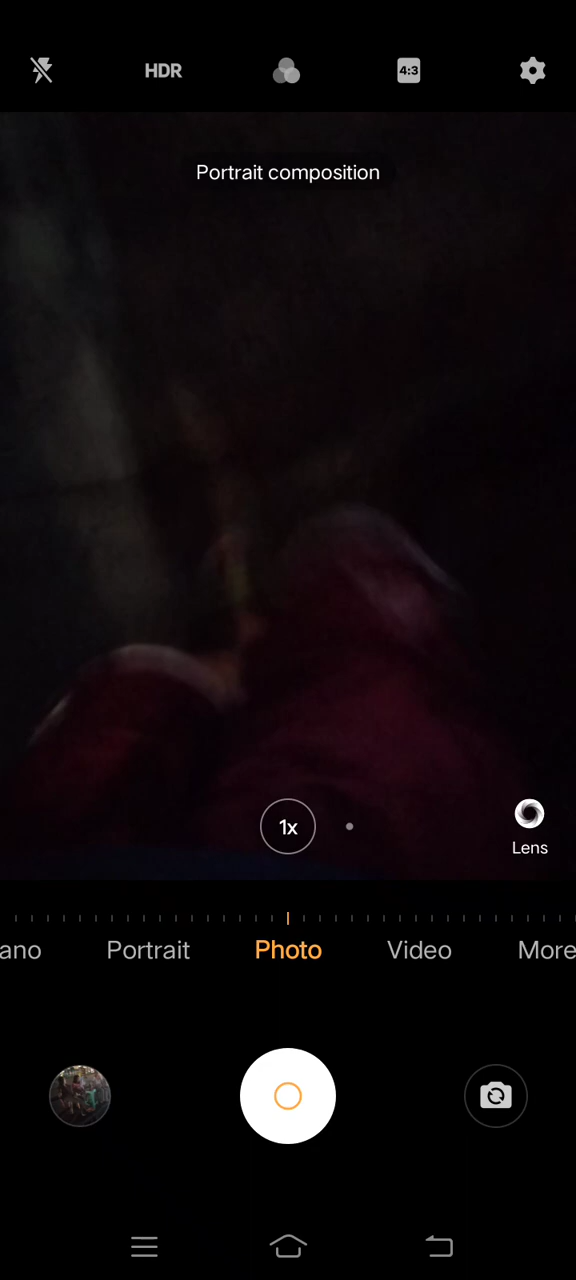 HDR
4:3
Portrait composition
1x
Lens
ano
Portrait
Photo
Video
More